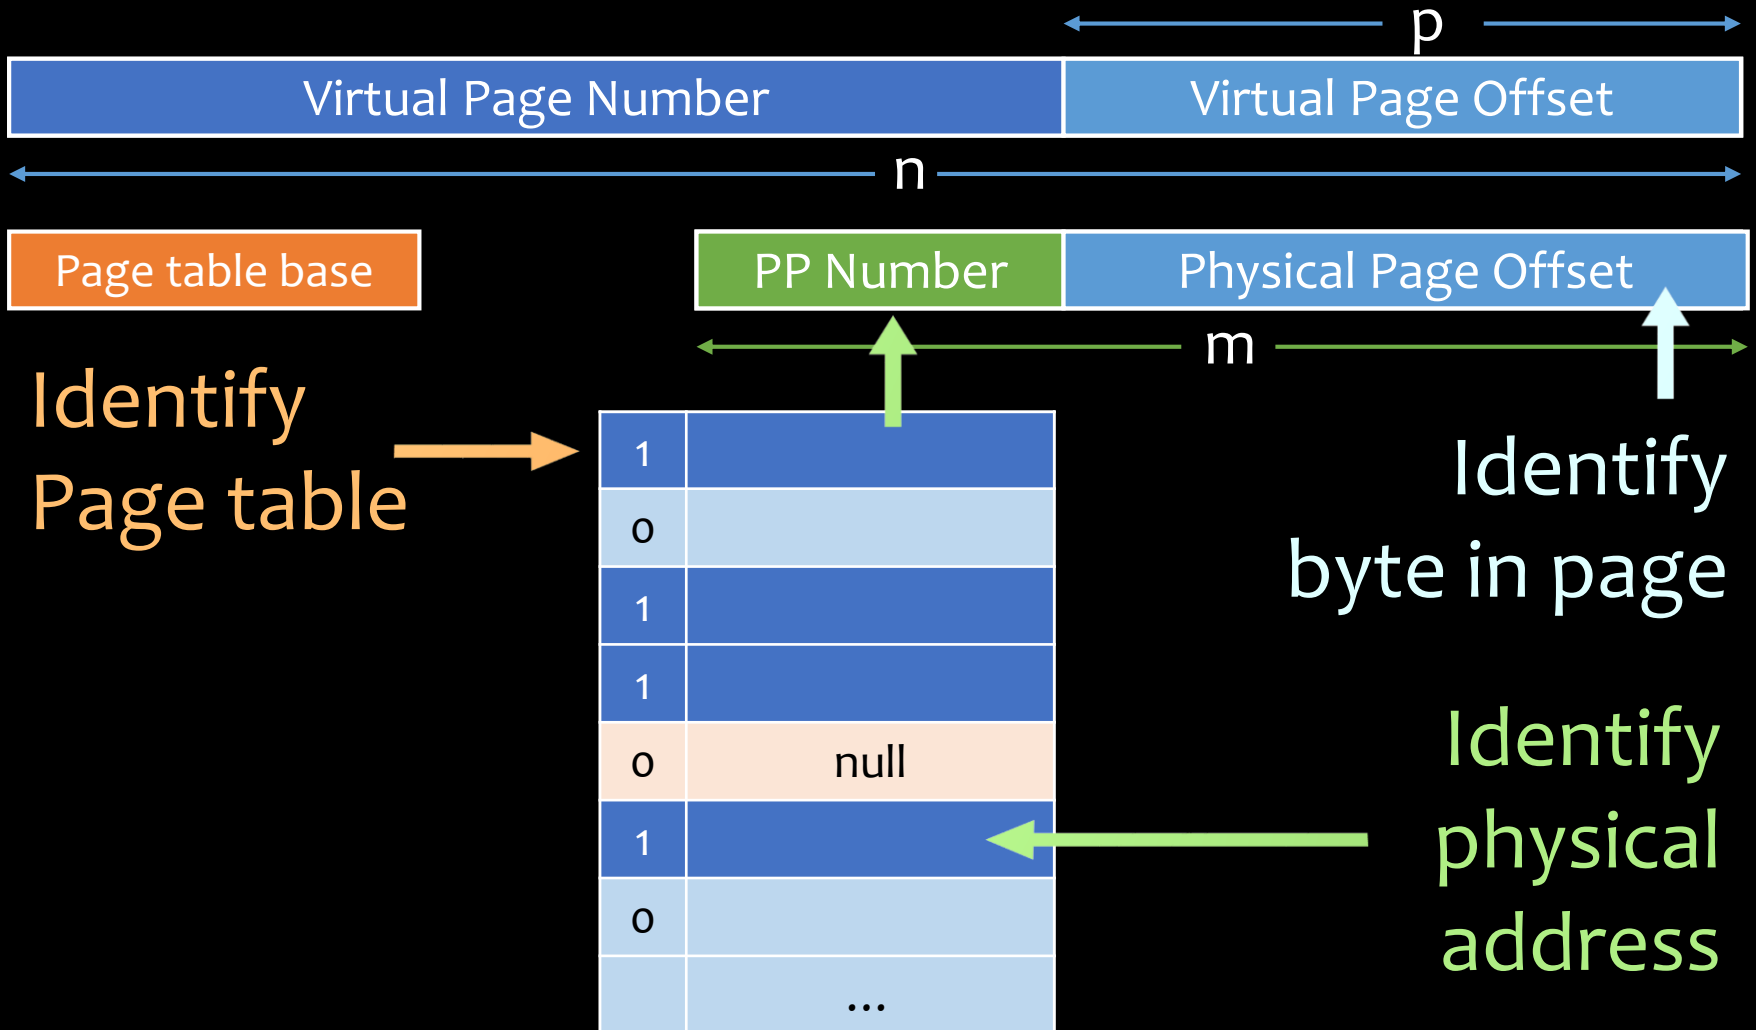 p
Virtual Page Number Virtual Page Offset
n
Page table base PP Number Physical Page Offset
m
Identify
Page table
1
0
1
1
0 null
1
0
...
Identify
byte in page
Identify
physical
address